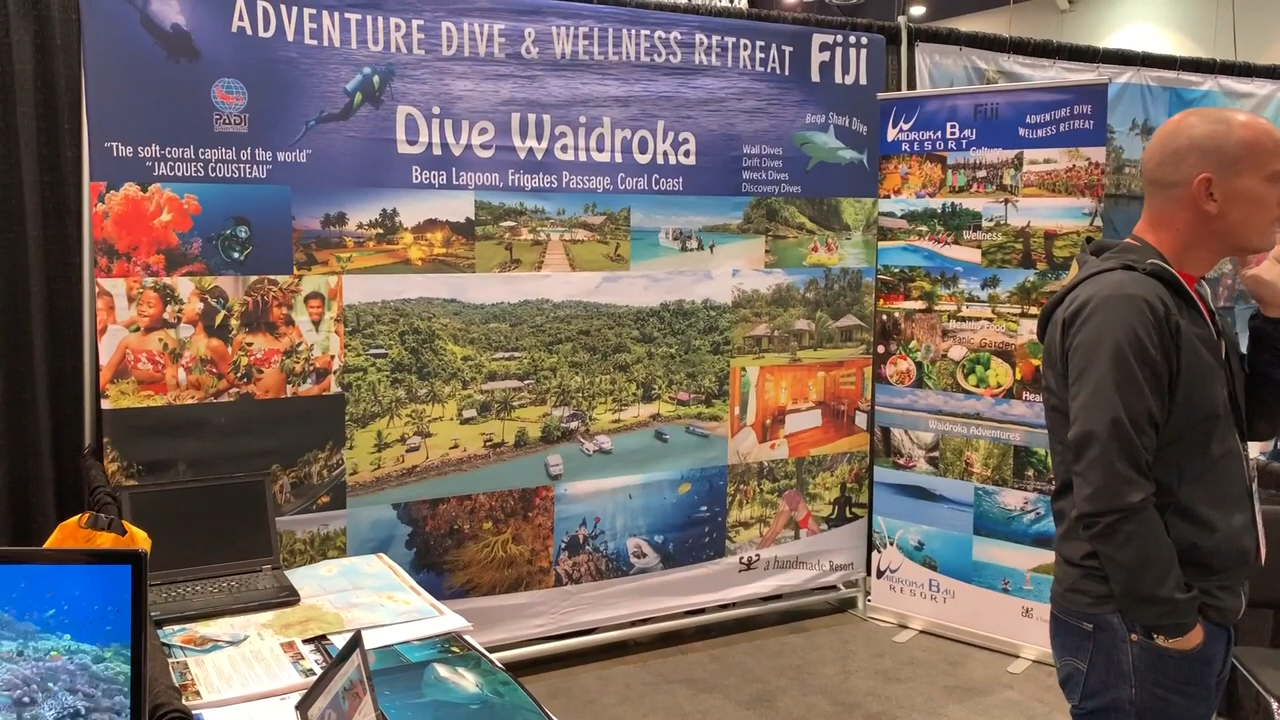 ADVENTURE DIVE & WELLNESS RETREAT Fiji
PADI
Dive Waidroka
Beqa Lagoon, Frigates Passage, Coral Coast
"The soft-coral capital of the world"
"JACQUES COUSTEAU"
Beqa Shark Dive
Wall Dives
Drift Dives
Wreck Dives
Discovery Dives
a handmade Resort
Fiji
WAIDROKA BAY
RESORT
ADVENTURE DIVE
WELLNESS RETREAT
Culture
Wellness
Healthy Food
Organic Garden
Heal
Waidroka Adventures
WAIDROKA BAY
RESORT